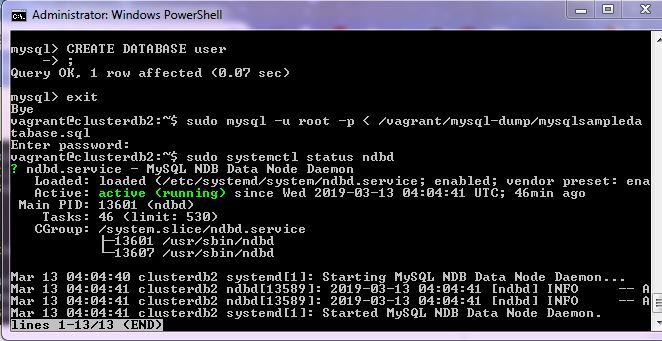 Administrator: Windows PowerShell
mysql> CREATE DATABASE user
-> ;
Query OK, 1 row affected (0.07 sec)
mysql> exit
Bye
vagrant@clusterdb2:~$ sudo mysql -u root -p < /vagrant/mysql-dump/mysqlsampleda
tabase.sql
Enter password:
vagrant@clusterdb2:~$ sudo systemctl status ndbd
? ndbd.service - MySQL NDB Data Node Daemon
Loaded: loaded (/etc/systemd/system/ndbd.service; enabled; vendor preset: ena
Active: active (running) since Wed 2019-03-13 04:04:41 UTC; 46min ago
Main PID: 13601 (ndbd)
Tasks: 46 (limit: 530)
CGroup: /system.slice/ndbd.service
├─13601 /usr/sbin/ndbd
└─13607 /usr/sbin/ndbd
Mar 13 04:04:40 clusterdb2 systemd[1]: Starting MySQL NDB Data Node Daemon...
Mar 13 04:04:41 clusterdb2 ndbd[13589]: 2019-03-13 04:04:41 [ndbd] INFO -- A
Mar 13 04:04:41 clusterdb2 ndbd[13589]: 2019-03-13 04:04:41 [ndbd] INFO -- A
Mar 13 04:04:41 clusterdb2 systemd[1]: Started MySQL NDB Data Node Daemon.
lines 1-13/13 (END)